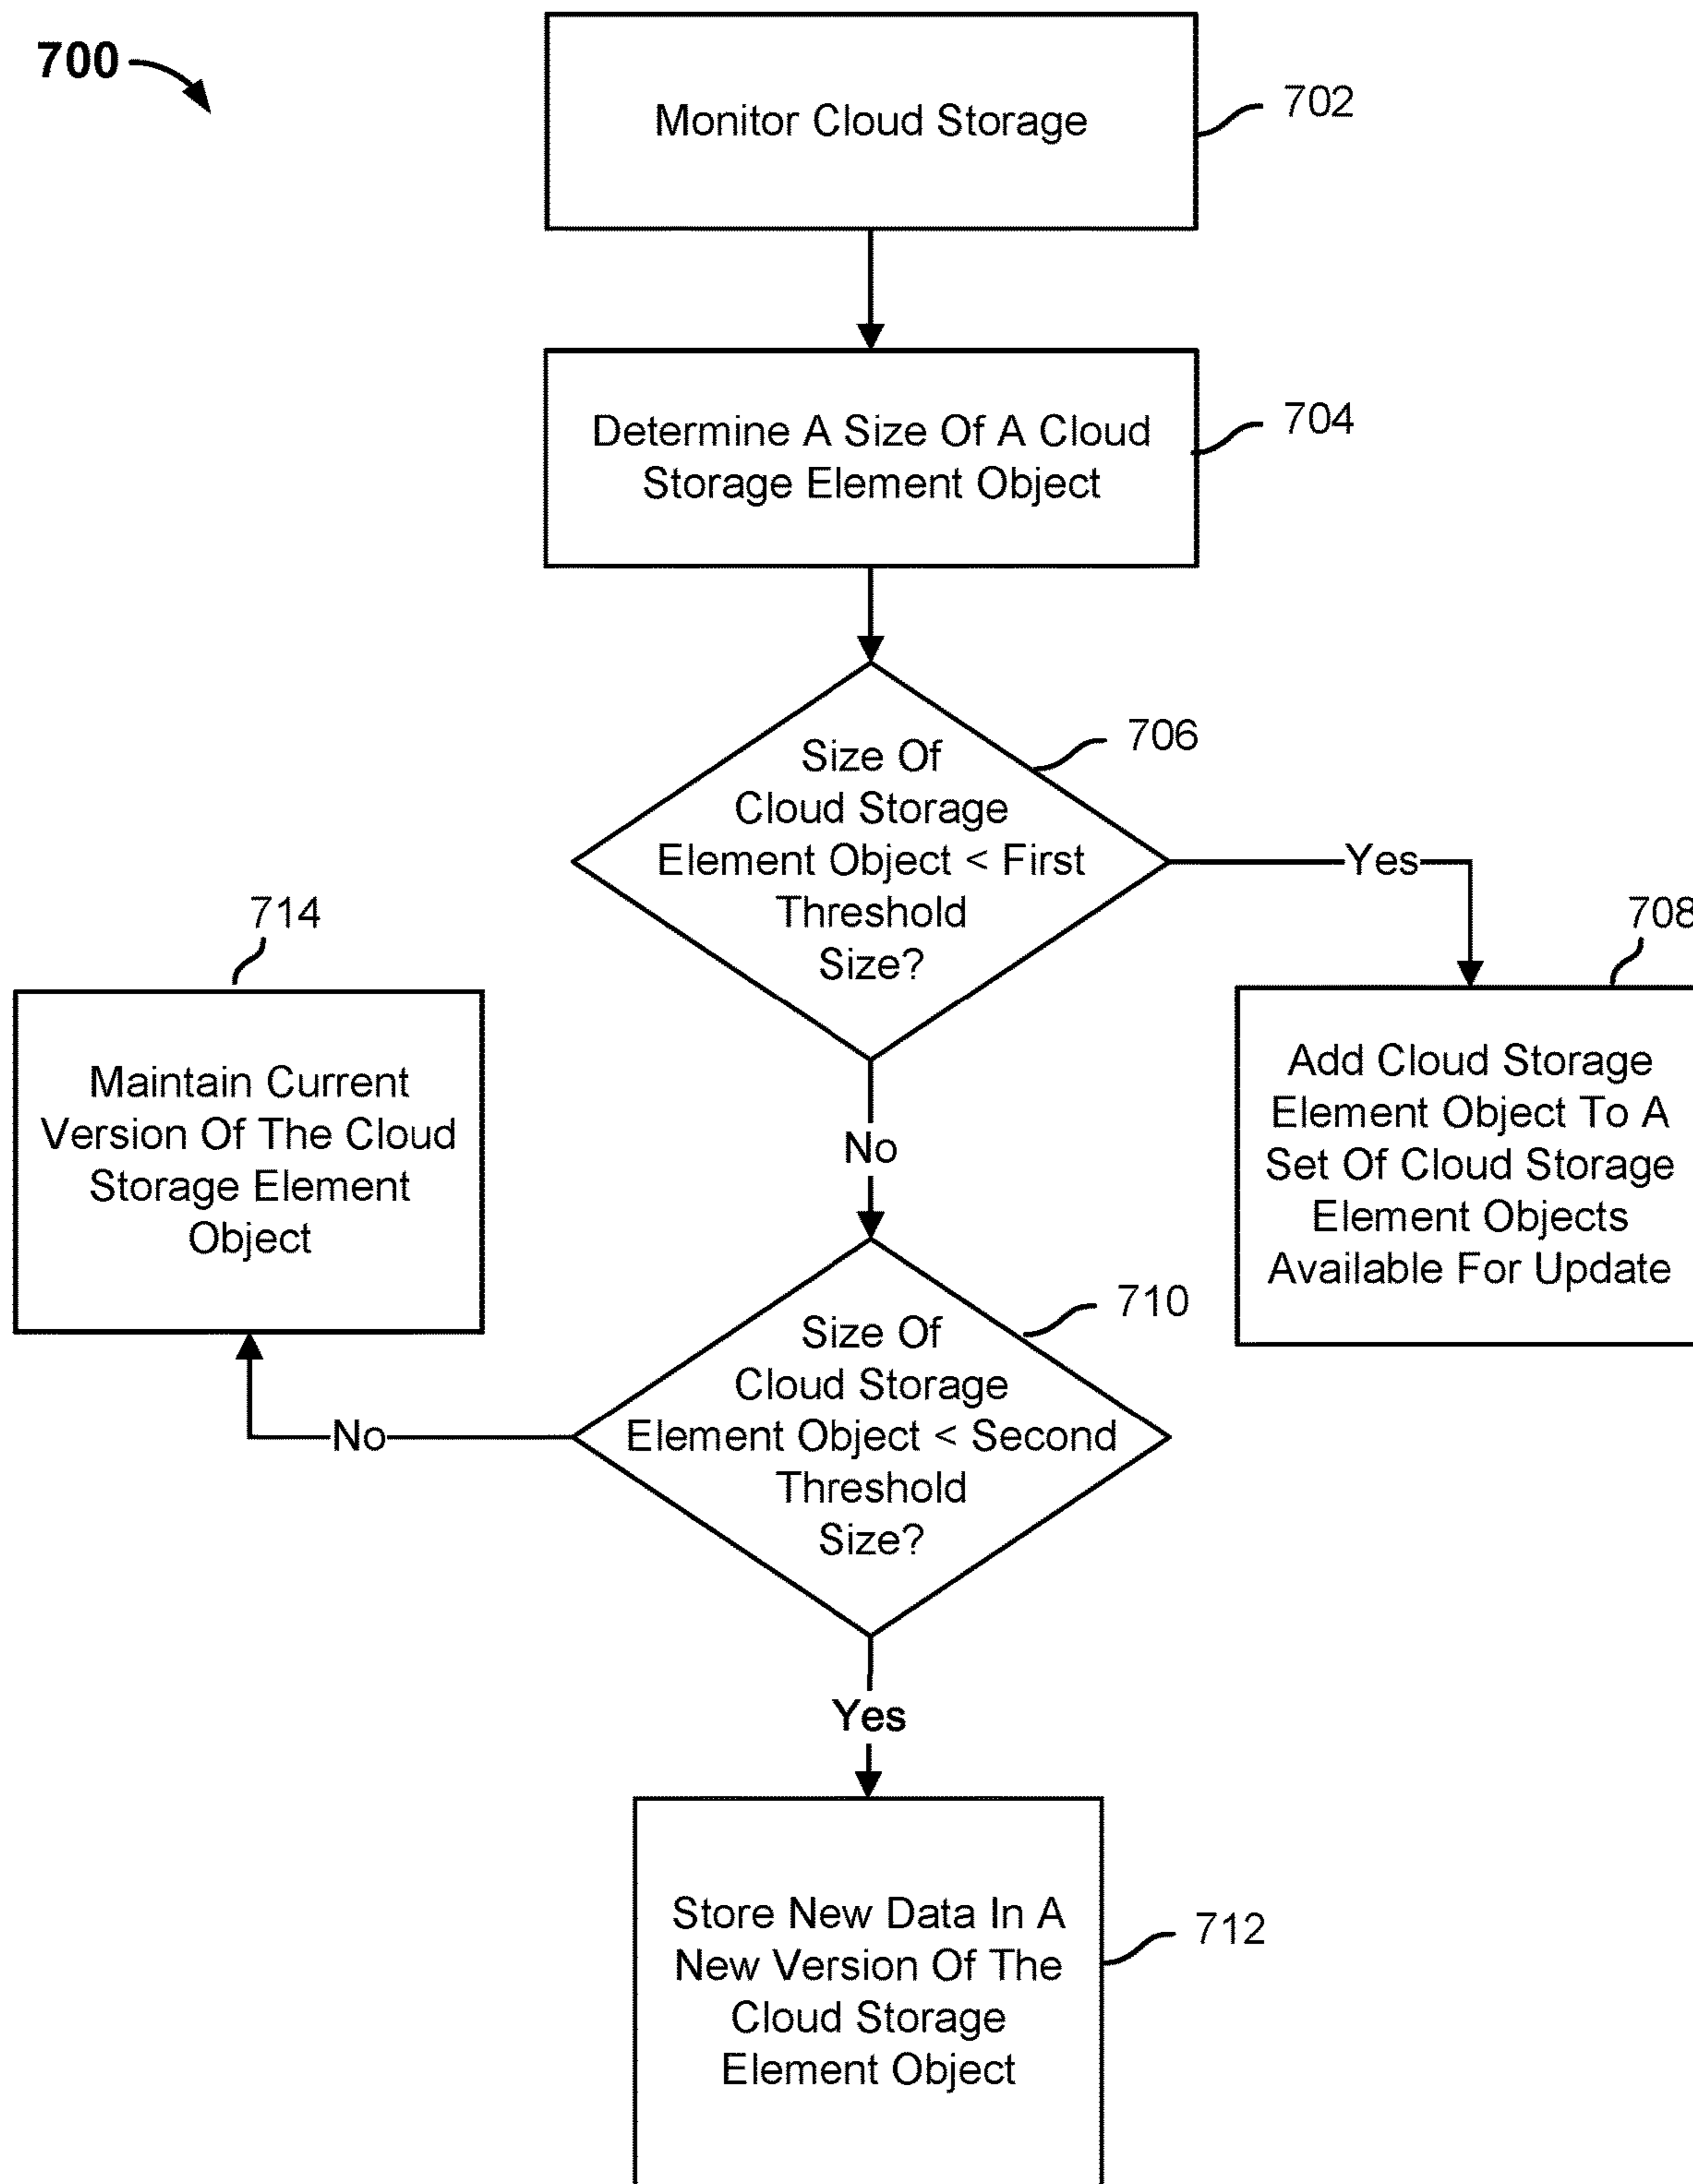 700
Monitor Cloud Storage
702
Determine A Size Of A Cloud
Storage Element Object
704
Size Of
Cloud Storage
Element Object < First
Threshold
Size?
706
Yes
708
Add Cloud Storage
Element Object To A
Set Of Cloud Storage
Element Objects
Available For Update
714
Maintain Current
Version Of The Cloud
Storage Element
Object
No
Size Of
Cloud Storage
Element Object < Second
Threshold
Size?
710
No
Yes
Store New Data In A
New Version Of The
Cloud Storage
Element Object
712